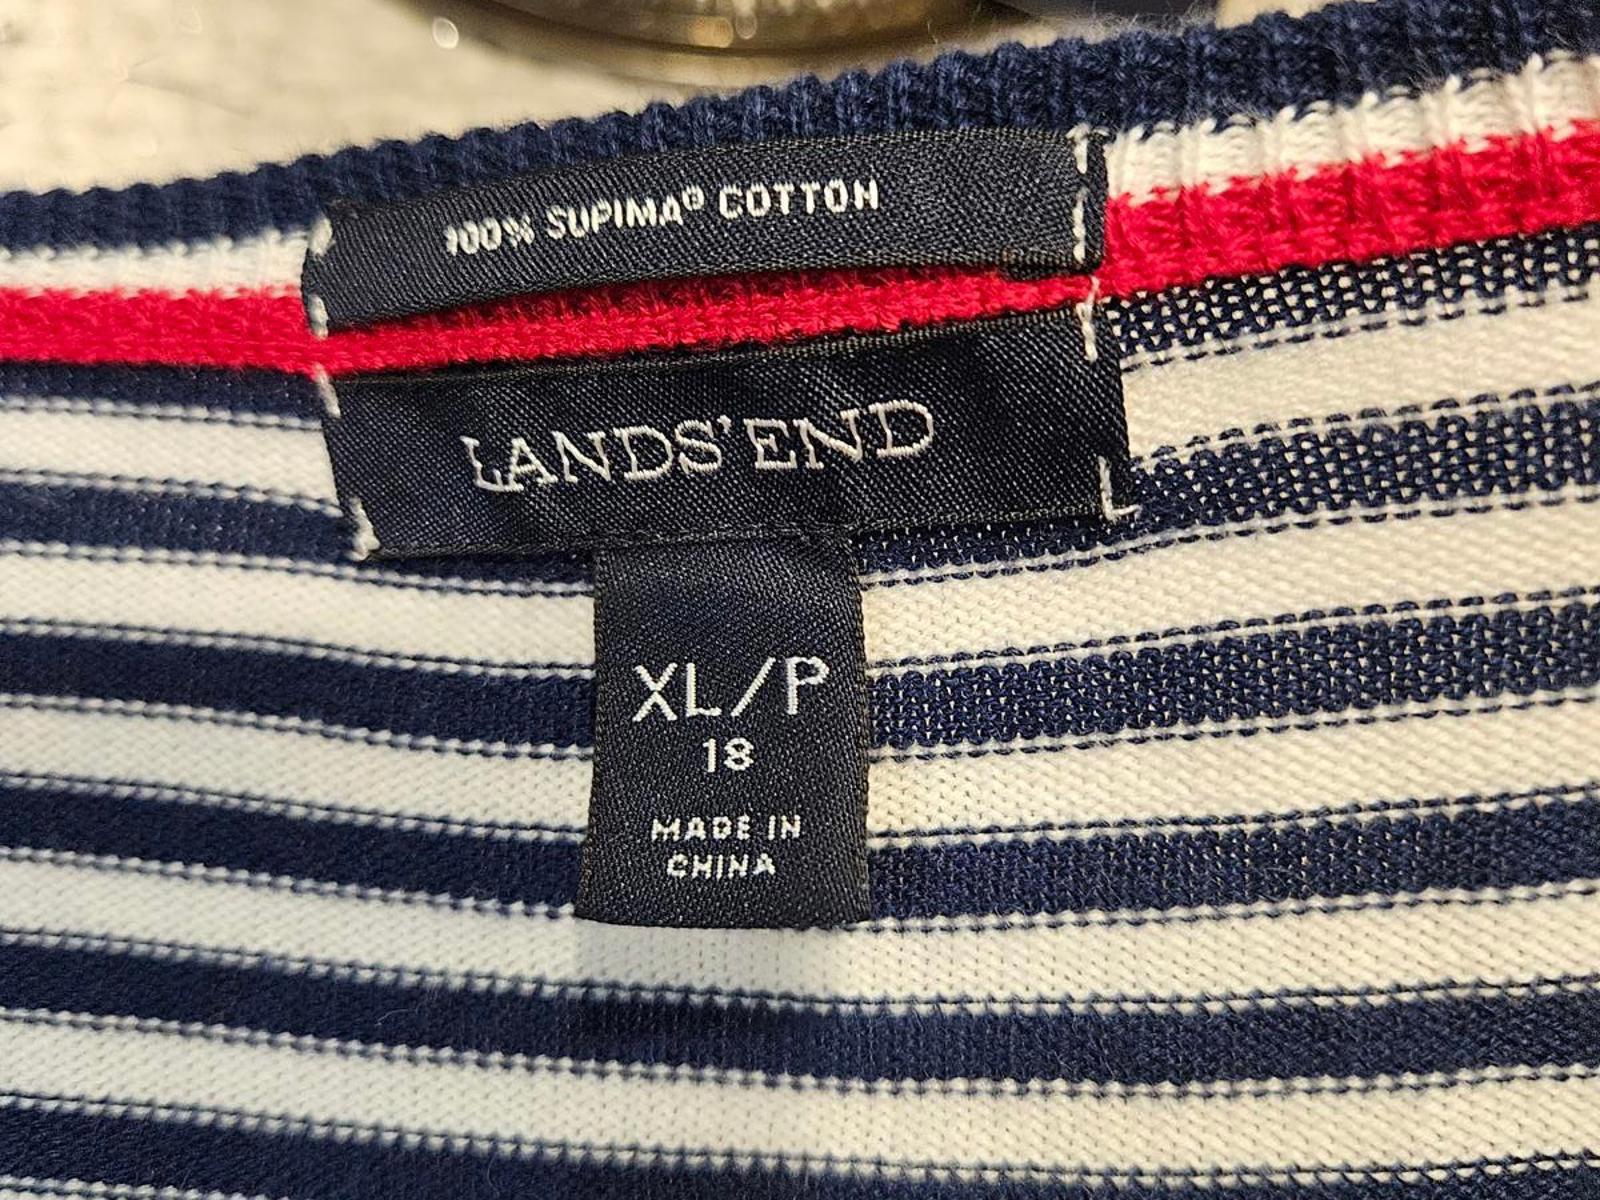 100% SUPIMA® COTTON
LANDS' END
XL/P
18
MADE IN
CHINA